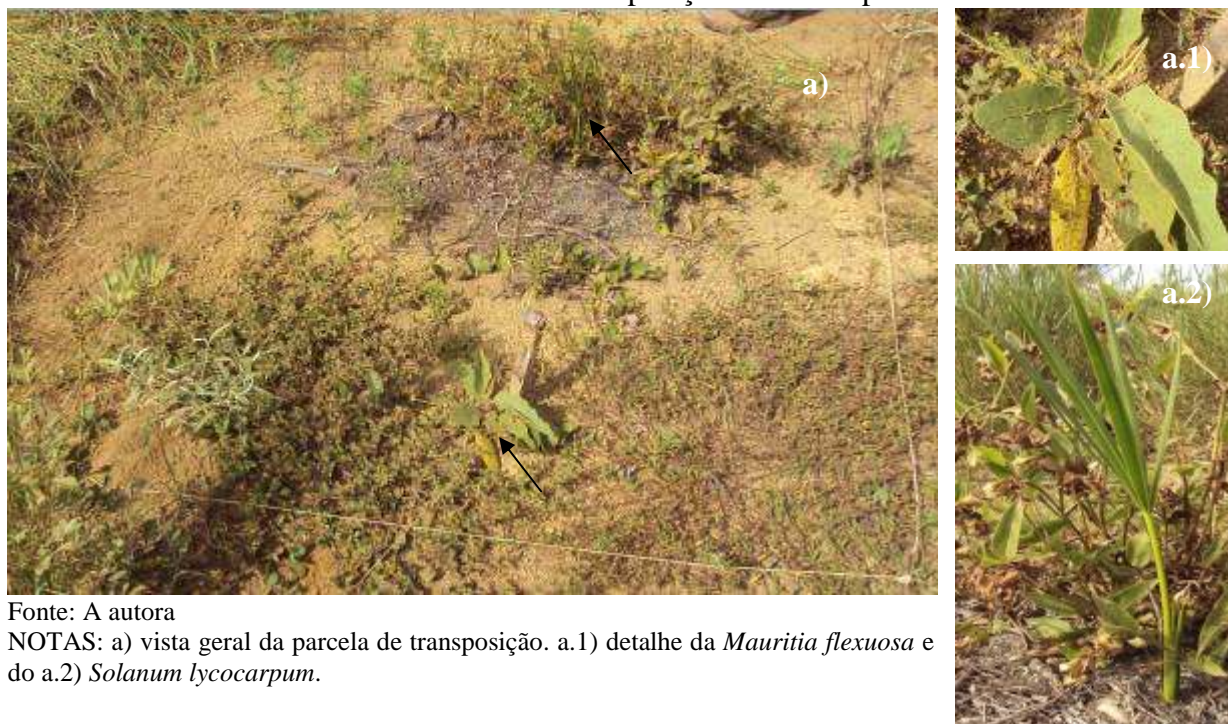 a)
a.1)
a.2)
Fonte: A autora
NOTAS: a) vista geral da parcela de transposição. a.1) detalhe da Mauritia flexuosa e
do a.2) Solanum lycocarpum.